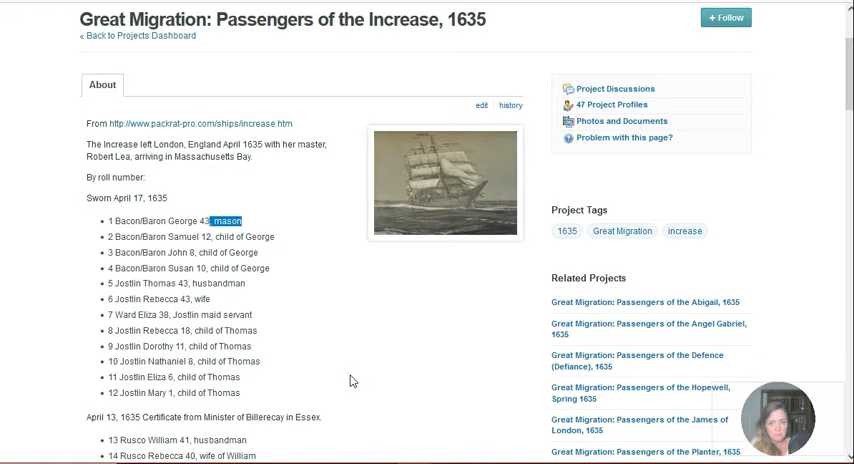 Great Migration: Passengers of the Increase, 1635
+ Follow
« Back to Projects Dashboard
About
edit
history
From http://www.packrat-pro.com/ships/increase.htm
The Increase left London, England April 1635 with her master,
Robert Lea, arriving in Massachusetts Bay.
By roll number:
Sworn April 17, 1635
• 1 Bacon/Baron George 43, mason
• 2 Bacon/Baron Samuel 12, child of George
• 3 Bacon/Baron John 8, child of George
• 4 Bacon/Baron Susan 10, child of George
• 5 Jostlin Thomas 43, husbandman
• 6 Jostlin Rebecca 43, wife
• 7 Ward Eliza 38, Jostlin maid servant
• 8 Jostlin Rebecca 18, child of Thomas
• 9 Jostlin Dorothy 11, child of Thomas
• 10 Jostlin Nathaniel 8, child of Thomas
• 11 Jostlin Eliza 6, child of Thomas
• 12 Jostlin Mary 1, child of Thomas
April 13, 1635 Certificate from Minister of Billerecay in Essex.
• 13 Rusco William 41, husbandman
• 14 Rusco Rebecca 40, wife of William
Project Discussions
47 Project Profiles
Photos and Documents
Problem with this page?
Project Tags
1635
Great Migration
increase
Related Projects
Great Migration: Passengers of the Abigail, 1635
Great Migration: Passengers of the Angel Gabriel,
1635
Great Migration: Passengers of the Defence
(Defiance), 1635
Great Migration: Passengers of the Hopewell,
Spring 1635
Great Migration: Passengers of the James of
London, 1635
Great Migration: Passengers of the Planter, 1635